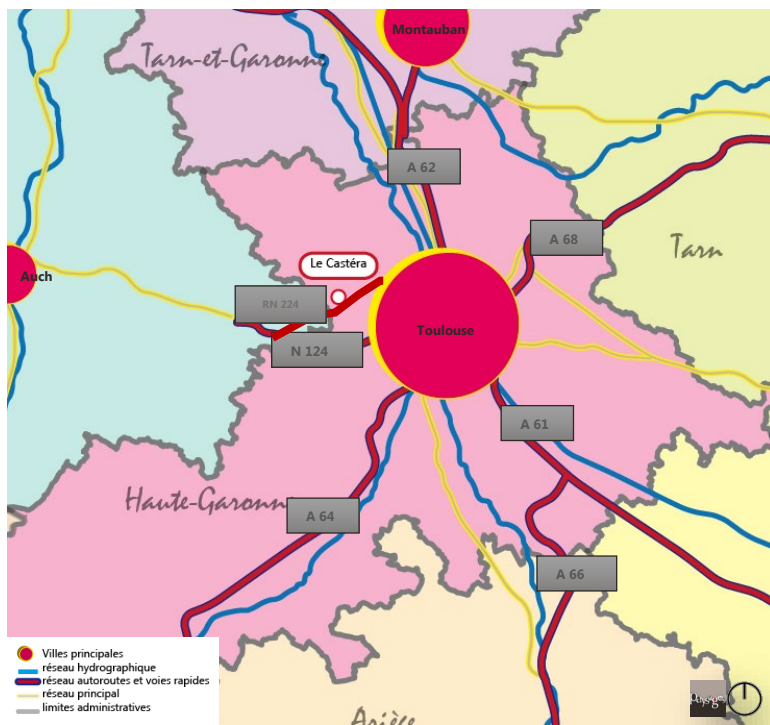 Montauban
Tarn-et-Garonne
A 62
A 68
Tarn
Le Castéra
Auch
RN 224
Toulouse
N 124
A 61
Haute-Garonn
A 64
A 66
Ariège
Villes principales
réseau hydrographique
réseau autoroutes et voies rapides
réseau principal
limites administratives